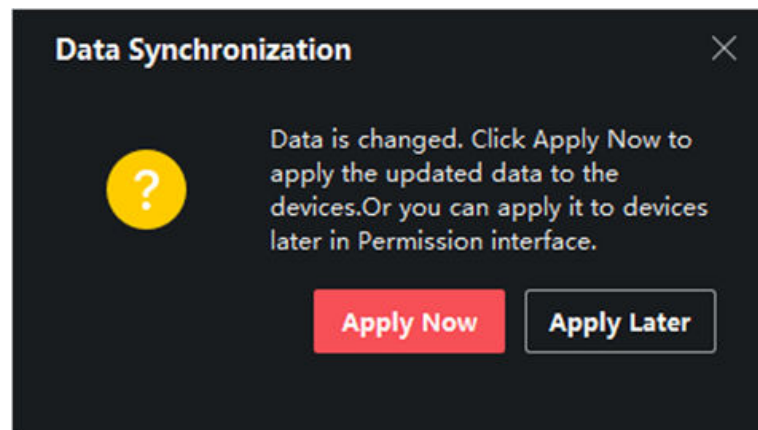 Data Synchronization
?
Data is changed. Click Apply Now to
apply the updated data to the
devices.Or you can apply it to devices
later in Permission interface.
Apply Now
Apply Later